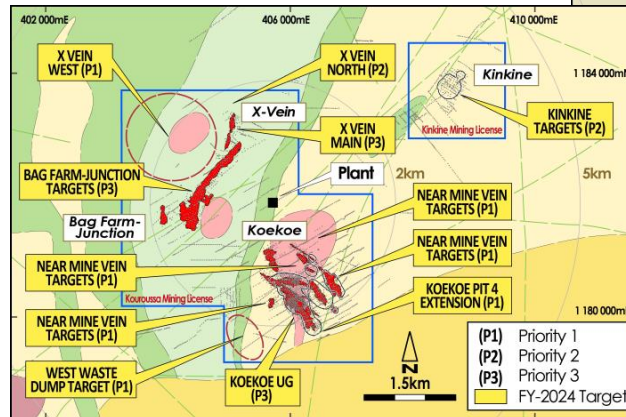 402 000mE
406 000mE
410 000mE
X VEIN
WEST (P1)
X VEIN
NORTH (P2)
Kinkine
1 184 000mN
X-Vein
X VEIN
MAIN (P3)
Kinkine Mining License
KINKINE
TARGETS (P2)
BAG FARM-JUNCTION
TARGETS (P3)
Plant
2km
5km
NEAR MINE VEIN
TARGETS (P1)
Bag Farm-
Junction
Koekoe
NEAR MINE VEIN
TARGETS (P1)
NEAR MINE VEIN
TARGETS (P1)
Kouroussa Mining License
KOEKOE PIT 4
EXTENSION (P1)
NEAR MINE VEIN
TARGETS (P1)
1 180 000mN
WEST WASTE
DUMP TARGET (P1)
KOEKOE UG
(P3)
N
1.5km
(P1) Priority 1
(P2) Priority 2
(P3) Priority 3
FY-2024 Target